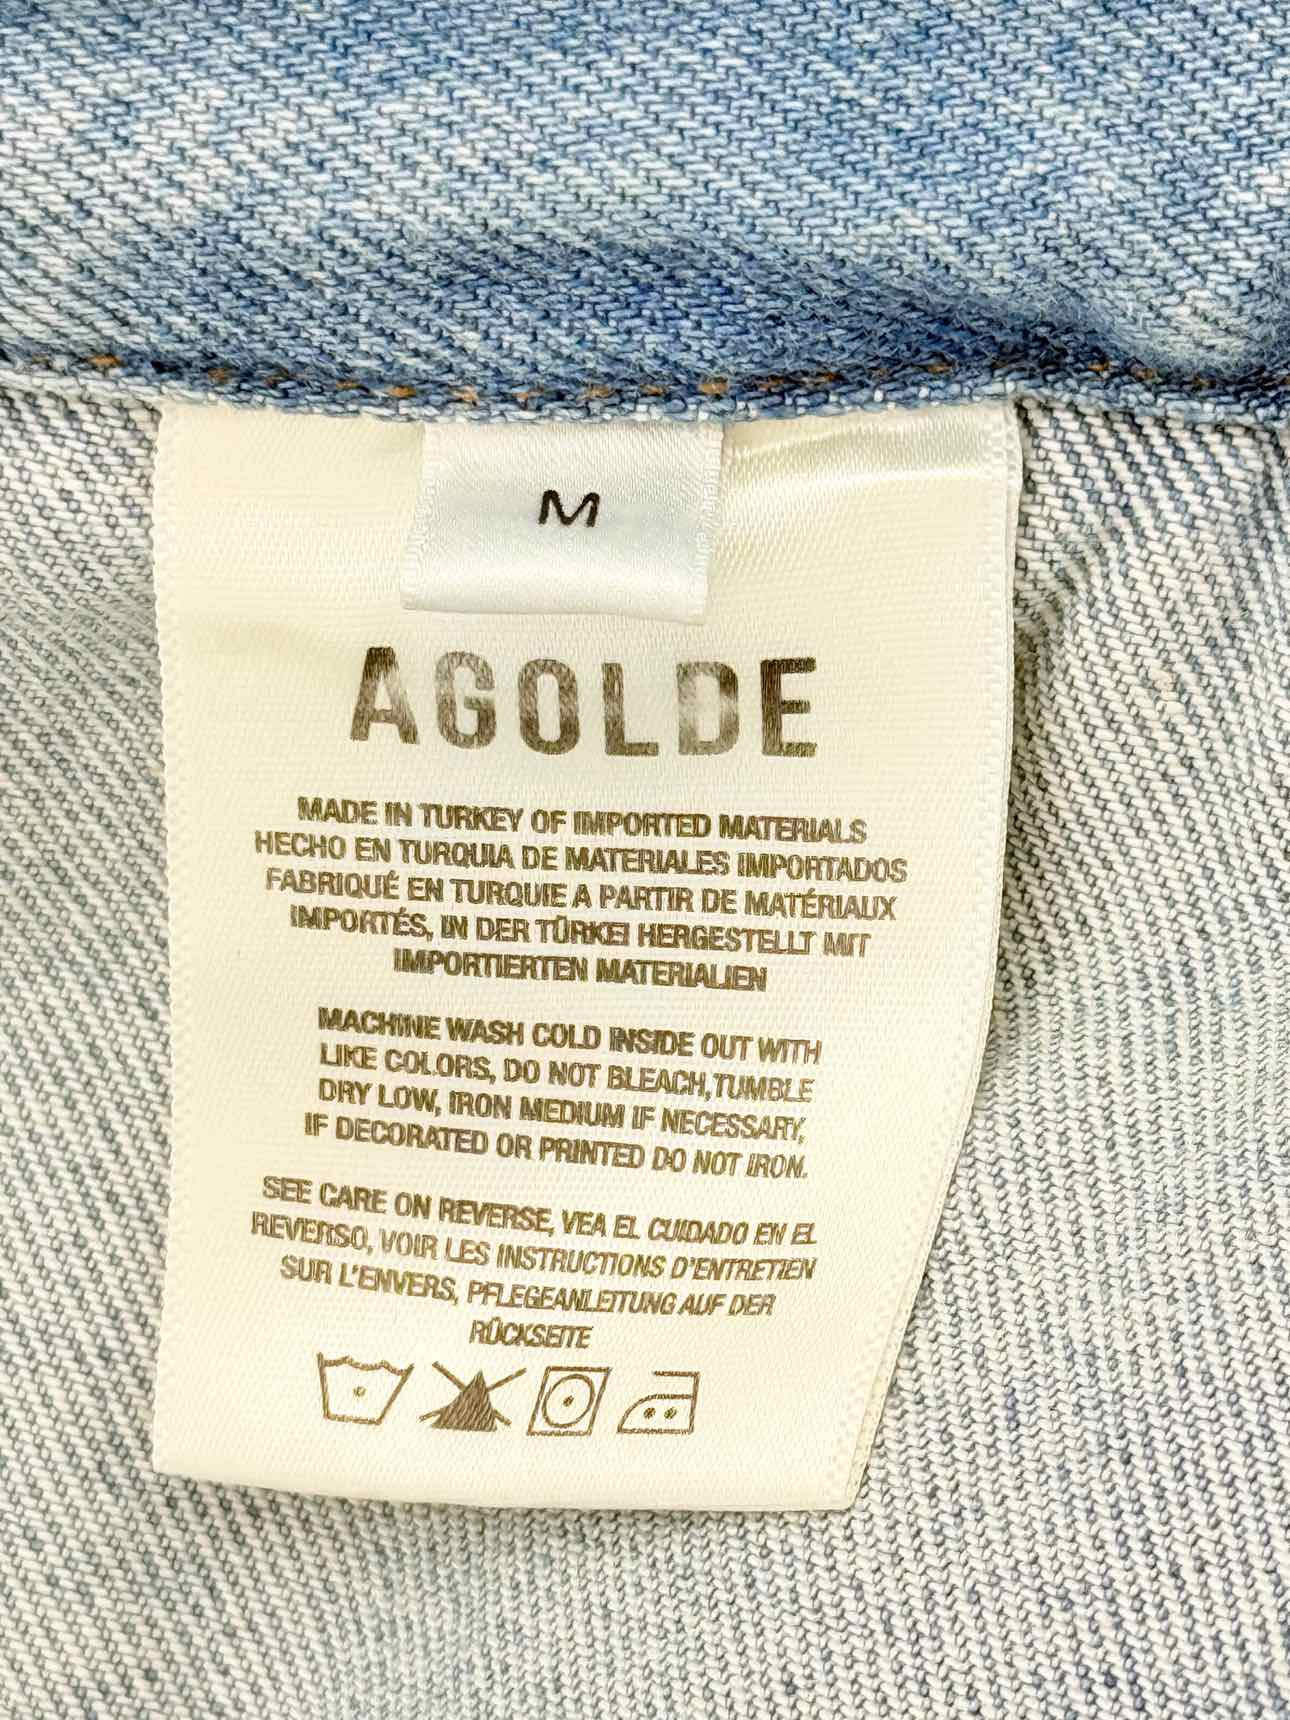 M
AGOLDE
MADE IN TURKEY OF IMPORTED MATERIALS
HECHO EN TURQUIA DE MATERIALES IMPORTADOS
FABRIQUÉ EN TURQUIE A PARTIR DE MATÉRIAUX
IMPORTÉS, IN DER TÜRKEI HERGESTELLT MIT
IMPORTIERTEN MATERIALIEN
MACHINE WASH COLD INSIDE OUT WITH
LIKE COLORS, DO NOT BLEACH, TUMBLE
DRY LOW, IRON MEDIUM IF NECESSARY,
IF DECORATED OR PRINTED DO NOT IRON.
SEE CARE ON REVERSE, VEA EL CUIDADO EN EL
REVERSO, VOIR LES INSTRUCTIONS D'ENTRETIEN
SUR L'ENVERS, PFLEGEANLEITUNG AUF DER
RÜCKSEITE